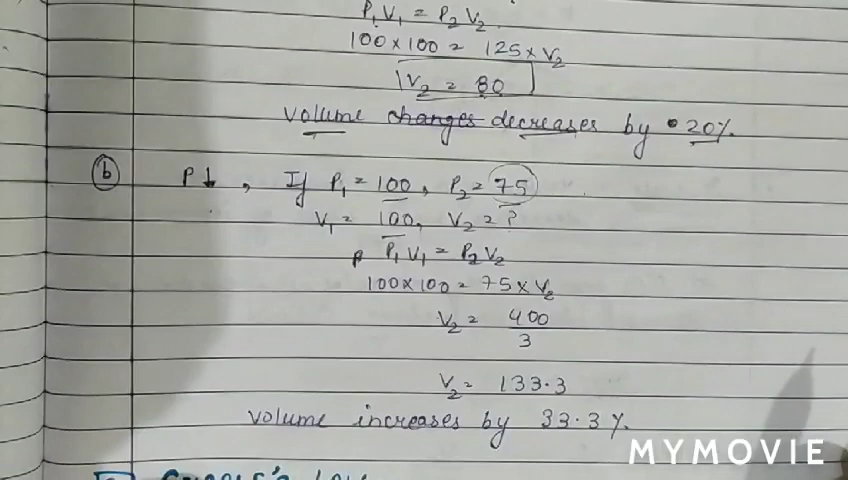 P₁V₁ = P₂V₂
100 × 100 = 125 × V₂
V₂ = 80
volume changes decreases by 20%.
(b) P↓, If P₁ = 100, P₂ = 75
V₁ = 100, V₂ = ?
P₁V₁ = P₂V₂
100×100 = 75×V₂
V₂ = 400/3
V₂ = 133.3
volume increases by 33.3%.
MYMOVIE